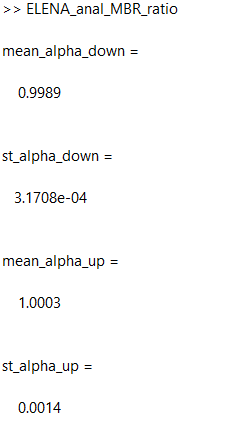 >> ELENA_anal_MBR_ratio
mean_alpha_down =
0.9989
st_alpha_down =
3.1708e-04
mean_alpha_up =
1.0003
st_alpha_up =
0.0014